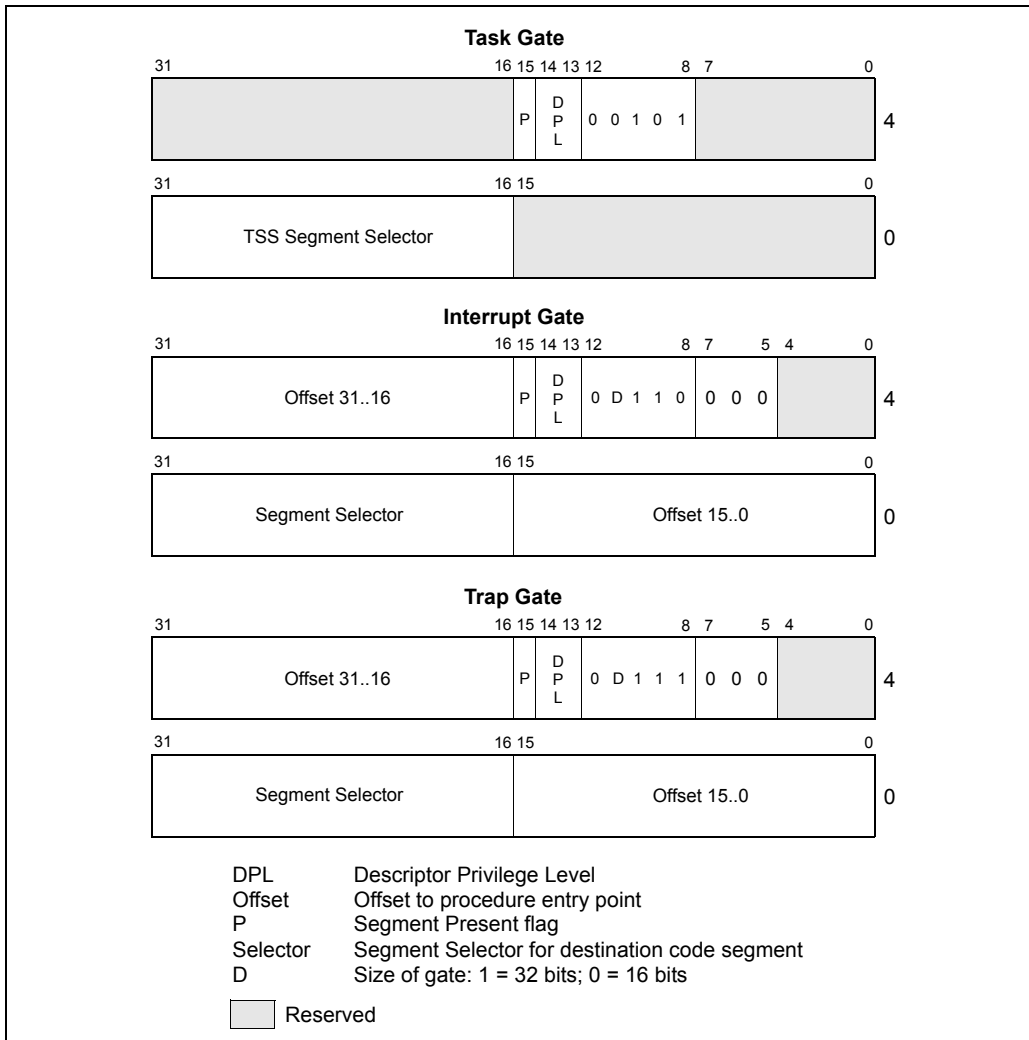 Task Gate
31 16 15 14 13 12 8 7 0
P D P L 0 0 1 0 1 4
31 16 15 0
TSS Segment Selector 0
Interrupt Gate
31 16 15 14 13 12 8 7 5 4 0
Offset 31..16 P D P L 0 D 1 1 0 0 0 0 4
31 16 15 0
Segment Selector Offset 15..0 0
Trap Gate
31 16 15 14 13 12 8 7 5 4 0
Offset 31..16 P D P L 0 D 1 1 1 0 0 0 4
31 16 15 0
Segment Selector Offset 15..0 0
DPL Descriptor Privilege Level
Offset Offset to procedure entry point
P Segment Present flag
Selector Segment Selector for destination code segment
D Size of gate: 1 = 32 bits; 0 = 16 bits
Reserved